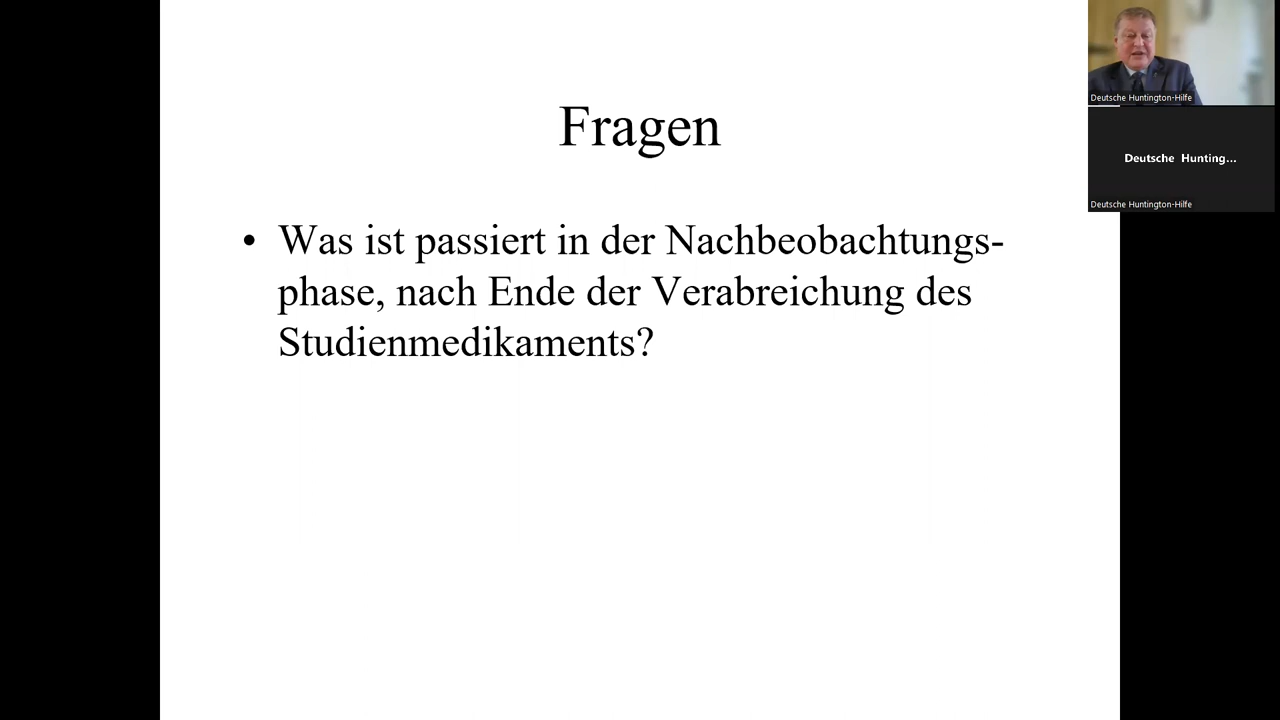 Fragen
• Was ist passiert in der Nachbeobachtungs-
phase, nach Ende der Verabreichung des
Studienmedikaments?
Deutsche Huntington-Hilfe
Deutsche Hunting...
Deutsche Huntington-Hilfe